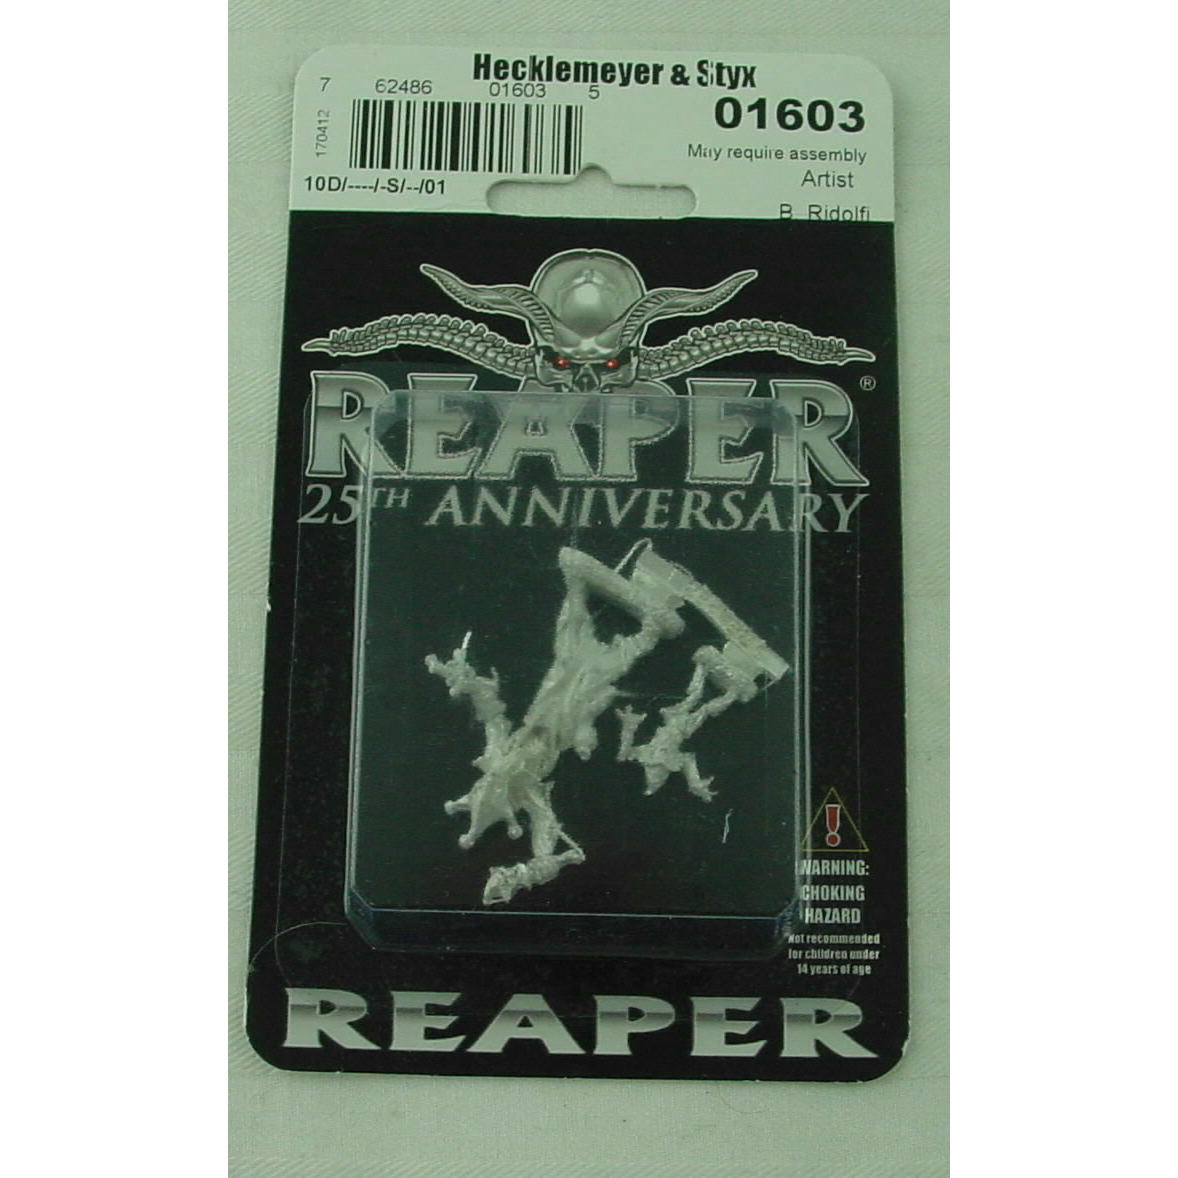 Hecklemeyer & Styx
7 62486 01603 5
01603
170412
May require assembly
Artist
10D/----/-S/--/01
B Ridolfi
REAPER®
25TH ANNIVERSARY
WARNING:
CHOKING
HAZARD
Not recommended
for children under
14 years of age
REAPER